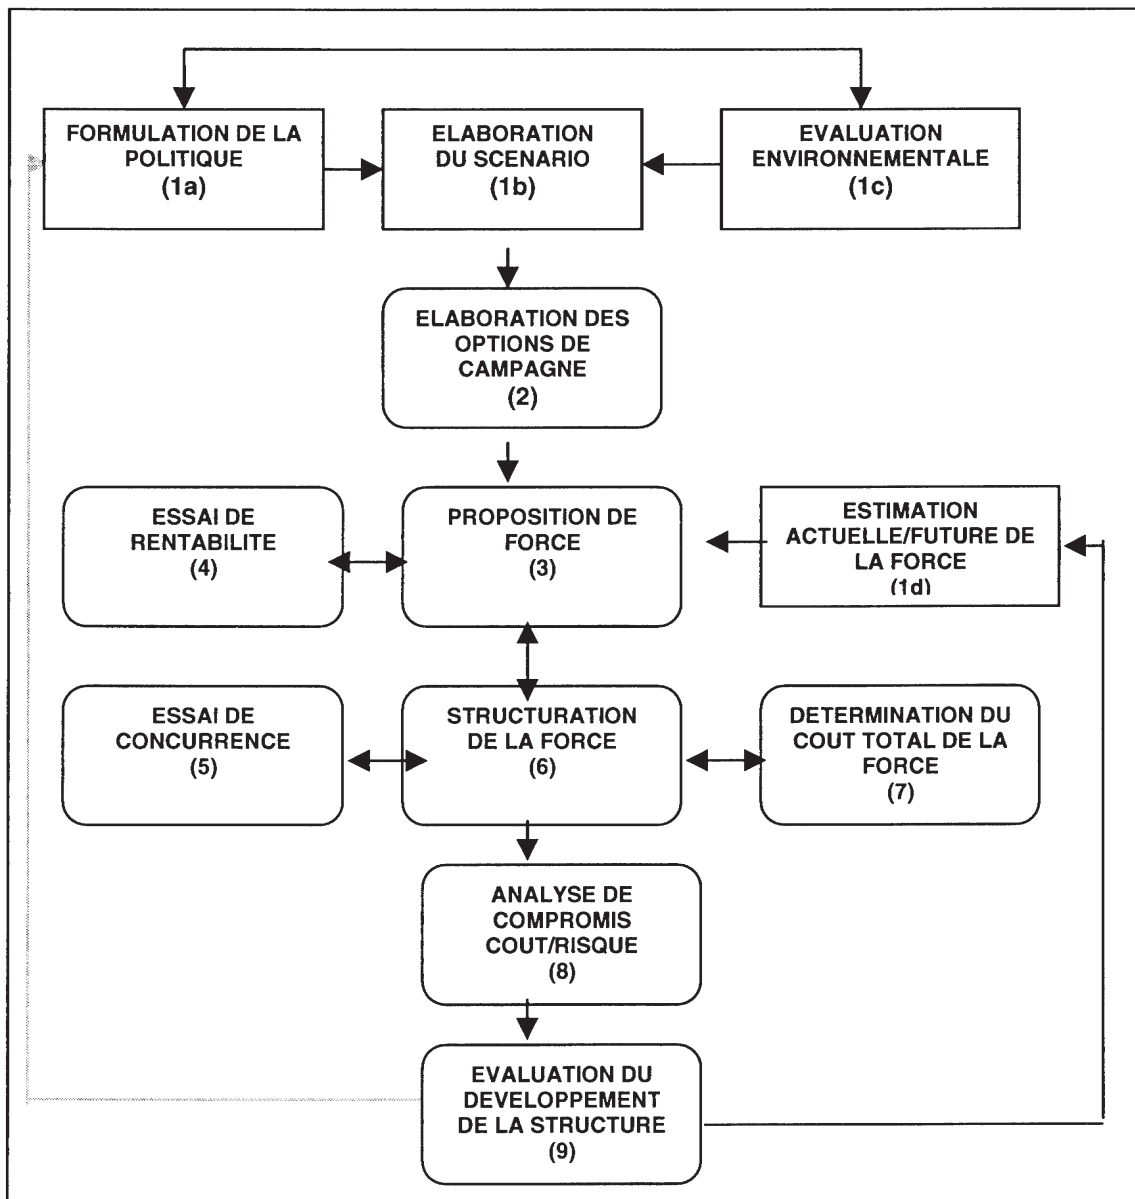 FORMULATION DE LA
POLITIQUE
(1a)
ELABORATION
DU SCENARIO
(1b)
EVALUATION
ENVIRONNEMENTALE
(1c)
ELABORATION DES
OPTIONS DE
CAMPAGNE
(2)
ESSAI DE
RENTABILITE
(4)
PROPOSITION DE
FORCE
(3)
ESTIMATION
ACTUELLE/FUTURE DE
LA FORCE
(1d)
ESSAI DE
CONCURRENCE
(5)
STRUCTURATION
DE LA FORCE
(6)
DETERMINATION DU
COUT TOTAL DE LA
FORCE
(7)
ANALYSE DE
COMPROMIS
COUT/RISQUE
(8)
EVALUATION DU
DEVELOPPEMENT
DE LA STRUCTURE
(9)